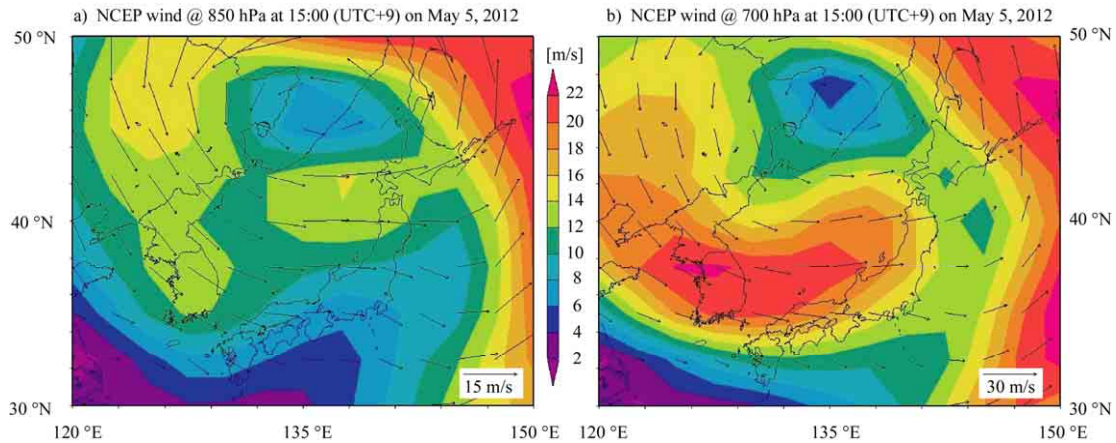 a) NCEP wind @ 850 hPa at 15:00 (UTC+9) on May 5, 2012
b) NCEP wind @ 700 hPa at 15:00 (UTC+9) on May 5, 2012
50 °N
40 °N
30 °N
120 °E
135 °E
150 °E
15 m/s
[m/s]
22
20
18
16
14
12
10
8
6
4
2
50 °N
40 °N
30 °N
120 °E
135 °E
150 °E
30 m/s